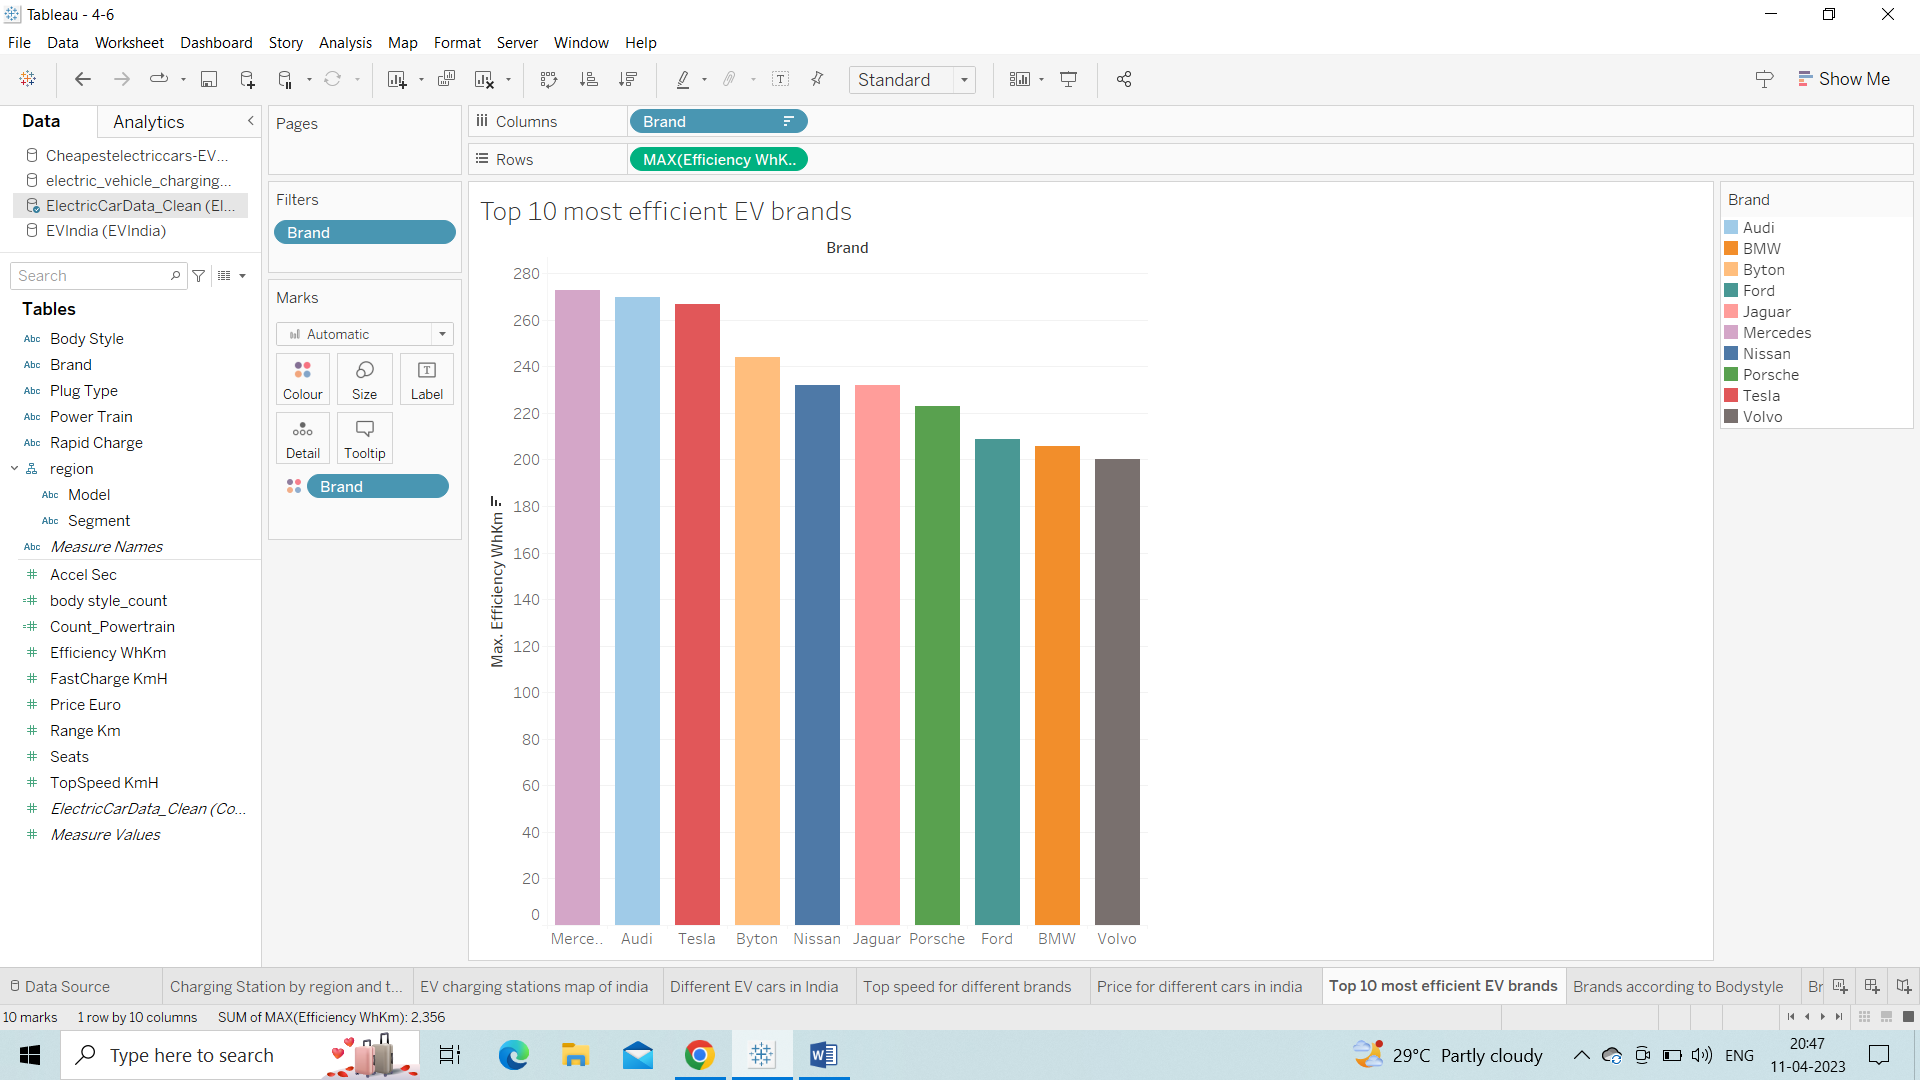 Tableau - 4-6
File Data Worksheet Dashboard Story Analysis Map Format Server Window Help
Standard
Show Me
Data
Analytics
Cheapestelectriccars-EV...
electric_vehicle_charging...
ElectricCarData_Clean (El...
EVIndia (EVIndia)
Search
Tables
Abc Body Style
Abc Brand
Abc Plug Type
Abc Power Train
Abc Rapid Charge
region
Abc Model
Abc Segment
Abc Measure Names
# Accel Sec
=# body style_count
=# Count_Powertrain
# Efficiency WhKm
# FastCharge KmH
# Price Euro
# Range Km
# Seats
# TopSpeed KmH
# ElectricCarData_Clean (Co...
# Measure Values
Pages
Filters
Brand
Marks
Automatic
Colour Size Label
Detail Tooltip
Brand
Columns
Brand
Rows
MAX(Efficiency WhK..
Top 10 most efficient EV brands
Brand
Max. Efficiency WhKm
280
260
240
220
200
180
160
140
120
100
80
60
40
20
0
Merce.. Audi Tesla Byton Nissan Jaguar Porsche Ford BMW Volvo
Brand
Audi
BMW
Byton
Ford
Jaguar
Mercedes
Nissan
Porsche
Tesla
Volvo
Data Source
Charging Station by region and t...
EV charging stations map of india
Different EV cars in India
Top speed for different brands
Price for different cars in india
Top 10 most efficient EV brands
Brands according to Bodystyle
Br
10 marks 1 row by 10 columns SUM of MAX(Efficiency WhKm): 2,356
Type here to search
29°C Partly cloudy
ENG
20:47
11-04-2023